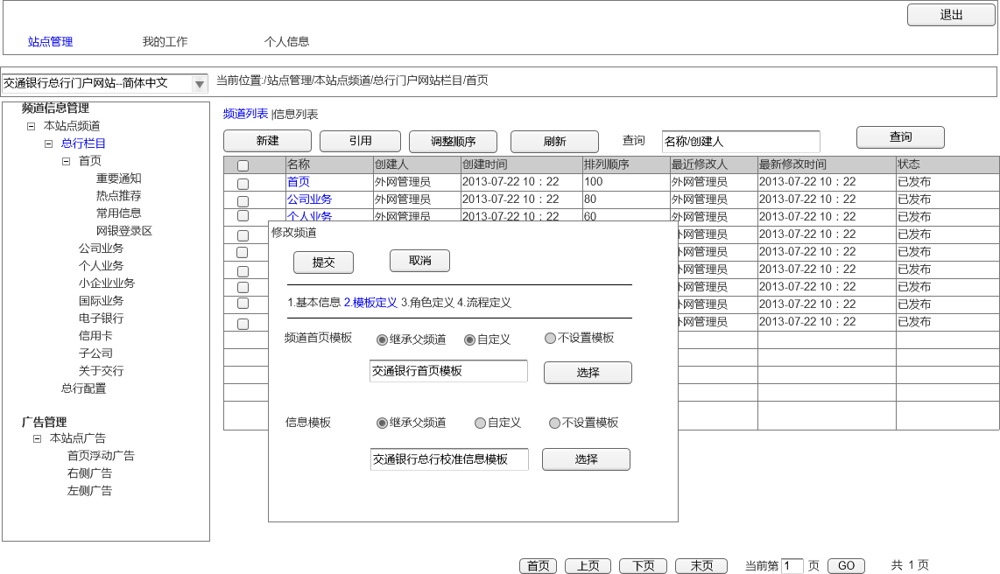 退出
站点管理 我的工作 个人信息
交通银行总行门户网站--简体中文 当前位置:/站点管理/本站点频道/总行门户网站栏目/首页
频道信息管理
本站点频道
总行栏目
首页
重要通知
热点推荐
常用信息
网银登录区
公司业务
个人业务
小企业业务
国际业务
电子银行
信用卡
子公司
关于交行
总行配置
广告管理
本站点广告
首页浮动广告
右侧广告
左侧广告
频道列表 |信息列表
新建 引用 调整顺序 刷新 查询 名称/创建人 查询
名称 创建人 创建时间 排列顺序 最近修改人 最新修改时间 状态
首页 外网管理员 2013-07-22 10：22 100 外网管理员 2013-07-22 10：22 已发布
公司业务 外网管理员 2013-07-22 10：22 80 外网管理员 2013-07-22 10：22 已发布
个人业务 外网管理员 2013-07-22 10：22 60 外网管理员 2013-07-22 10：22 已发布
外网管理员 2013-07-22 10：22 已发布
外网管理员 2013-07-22 10：22 已发布
外网管理员 2013-07-22 10：22 已发布
外网管理员 2013-07-22 10：22 已发布
外网管理员 2013-07-22 10：22 已发布
外网管理员 2013-07-22 10：22 已发布
修改频道
提交 取消
1.基本信息 2.模板定义 3.角色定义 4.流程定义
频道首页模板 继承父频道 自定义 不设置模板
交通银行首页模板 选择
信息模板 继承父频道 自定义 不设置模板
交通银行总行校准信息模板 选择
首页 上页 下页 末页 当前第 1 页 GO 共 1 页